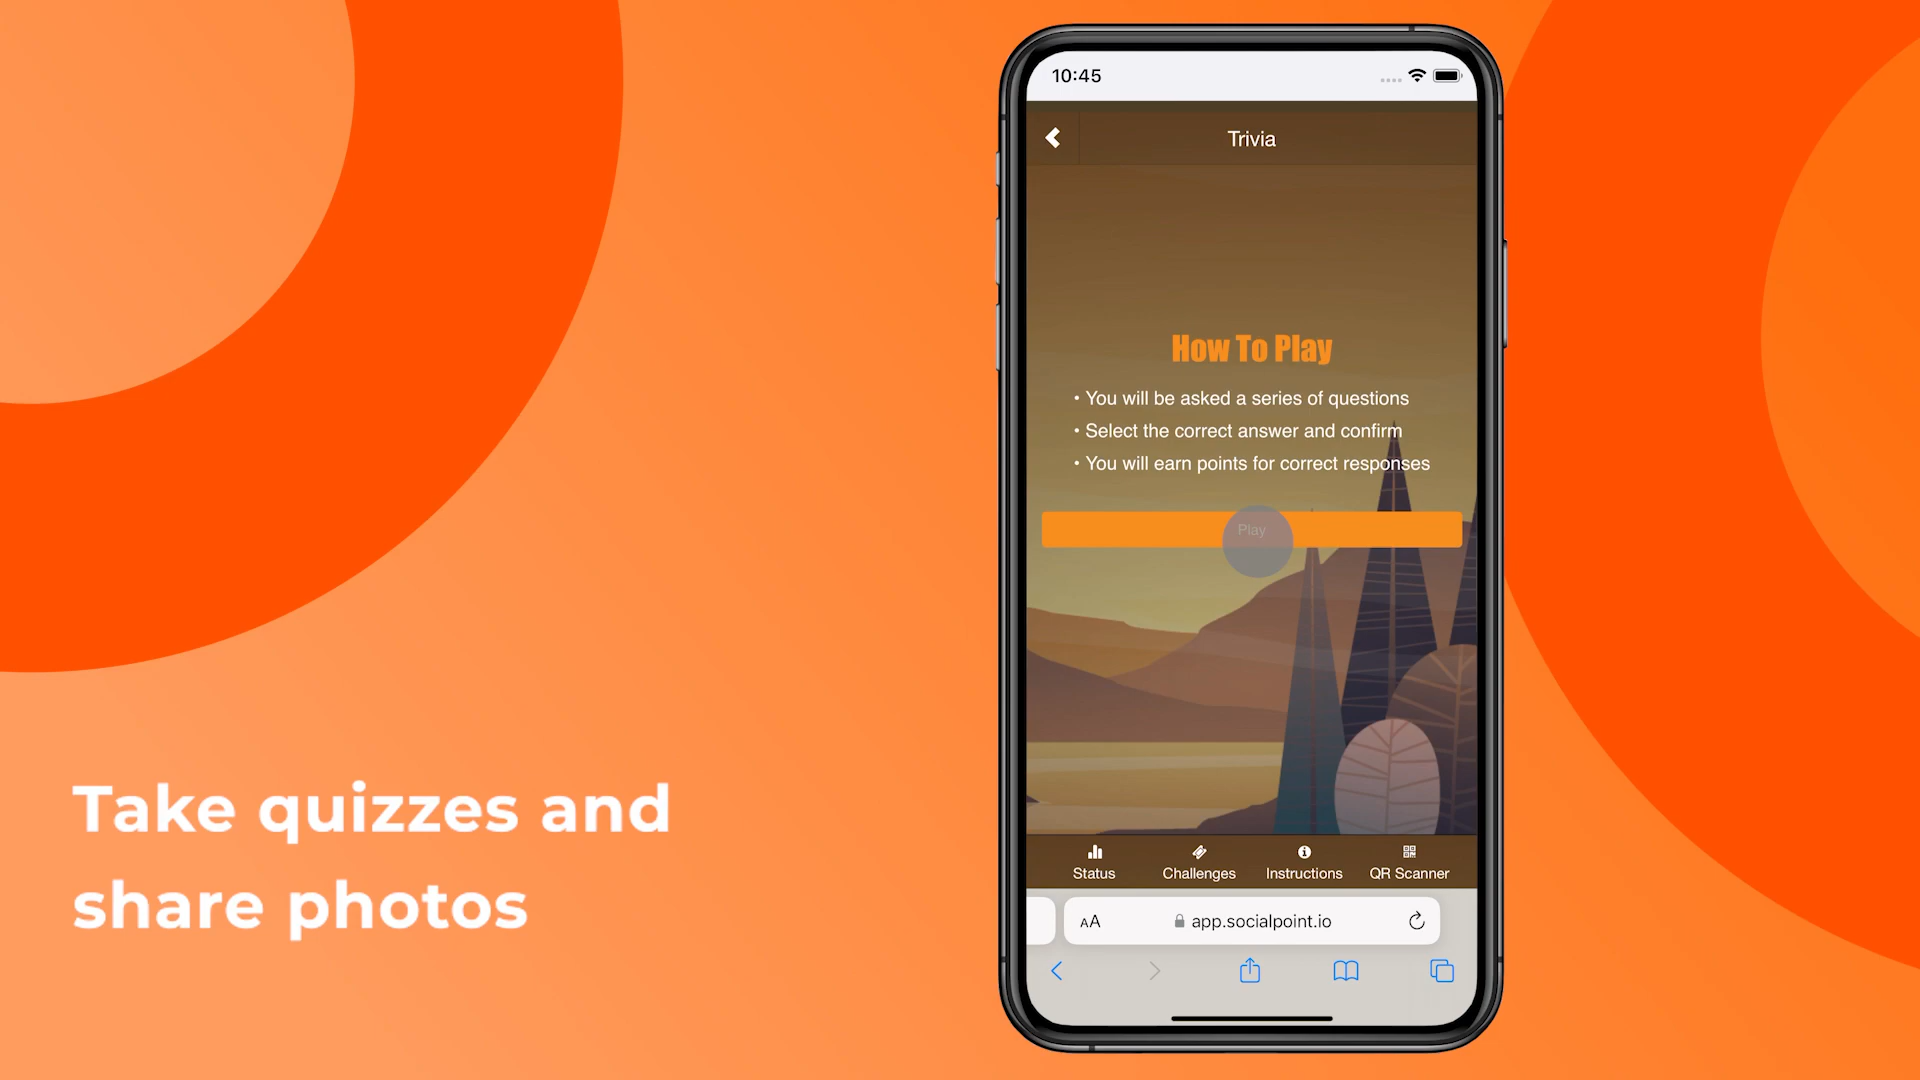 Take quizzes and
share photos
10:45
Trivia
How To Play
• You will be asked a series of questions
• Select the correct answer and confirm
• You will earn points for correct responses
Play
Status Challenges Instructions QR Scanner
AA app.socialpoint.io